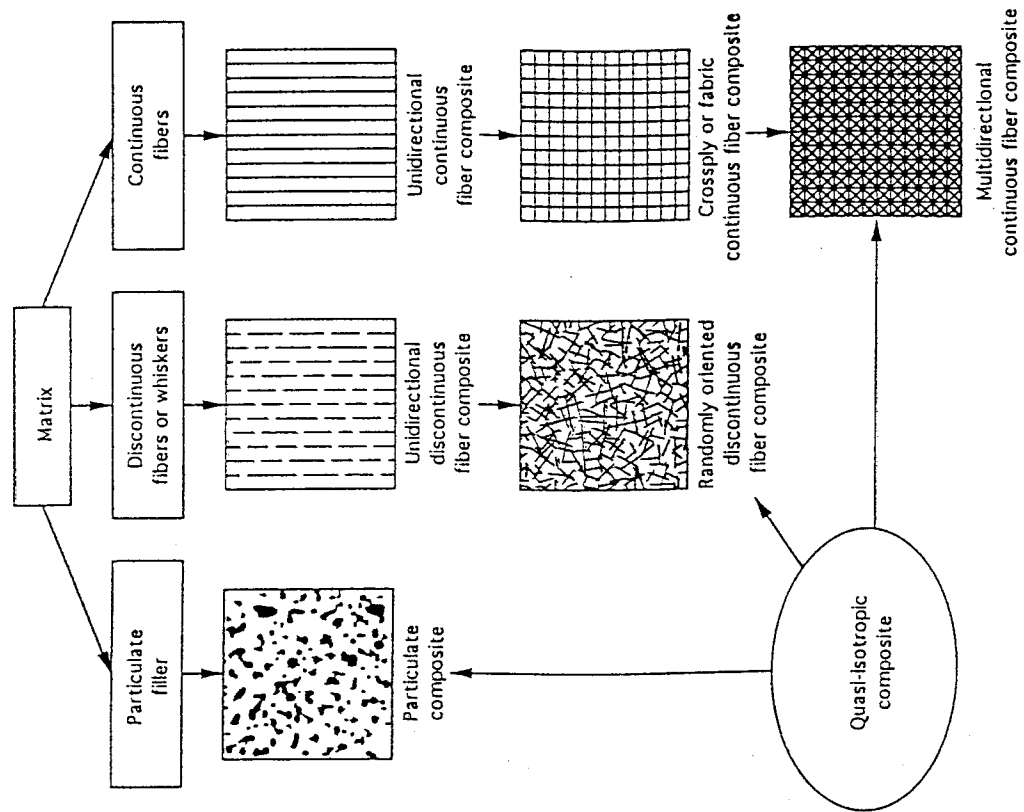 Matrix
Particulate
filler
Discontinuous
fibers or whiskers
Continuous
fibers
Particulate
composite
Unidirectional
discontinuous
fiber composite
Unidirectional
continuous
fiber composite
Randomly oriented
discontinuous
fiber composite
Crossply or fabric
continuous fiber composite
Quasi-isotropic
composite
Multidirectional
continuous fiber composite